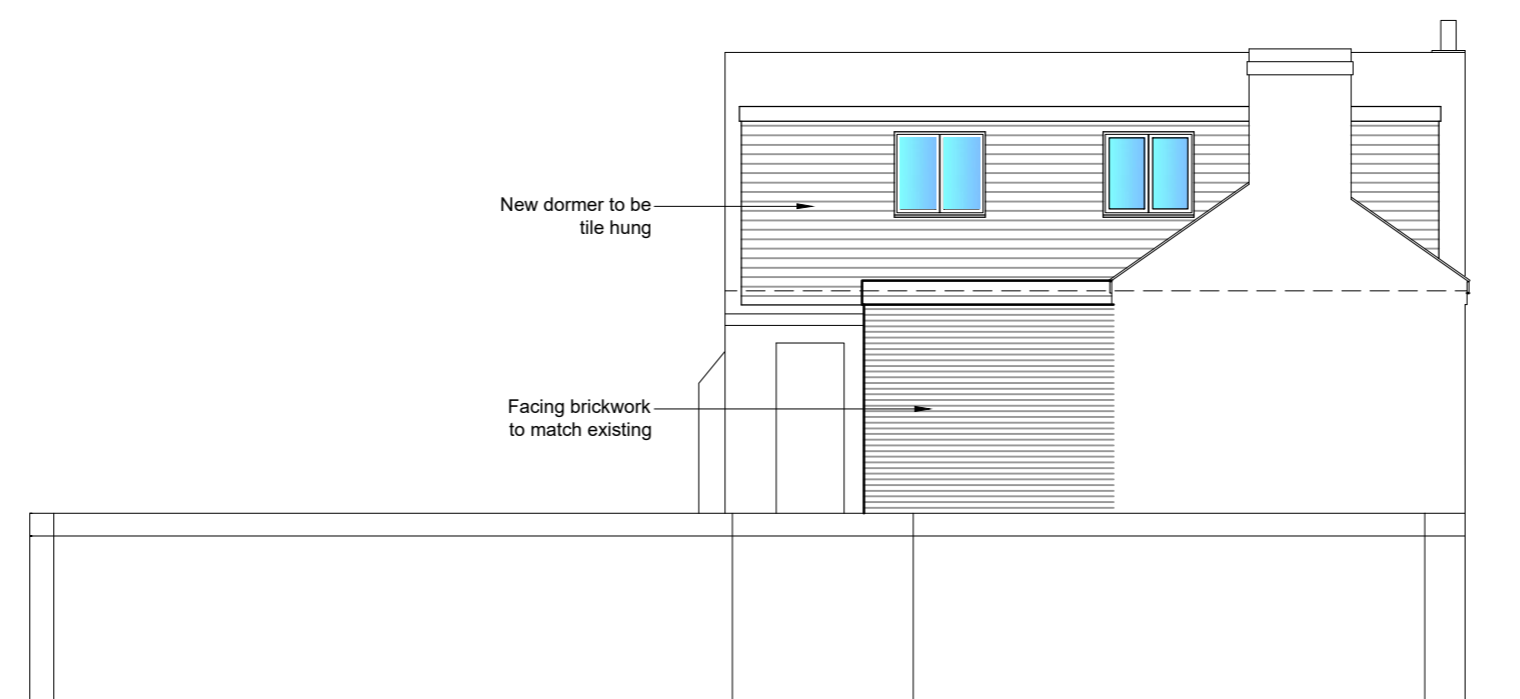 New dormer to be
tile hung
Facing brickwork
to match existing